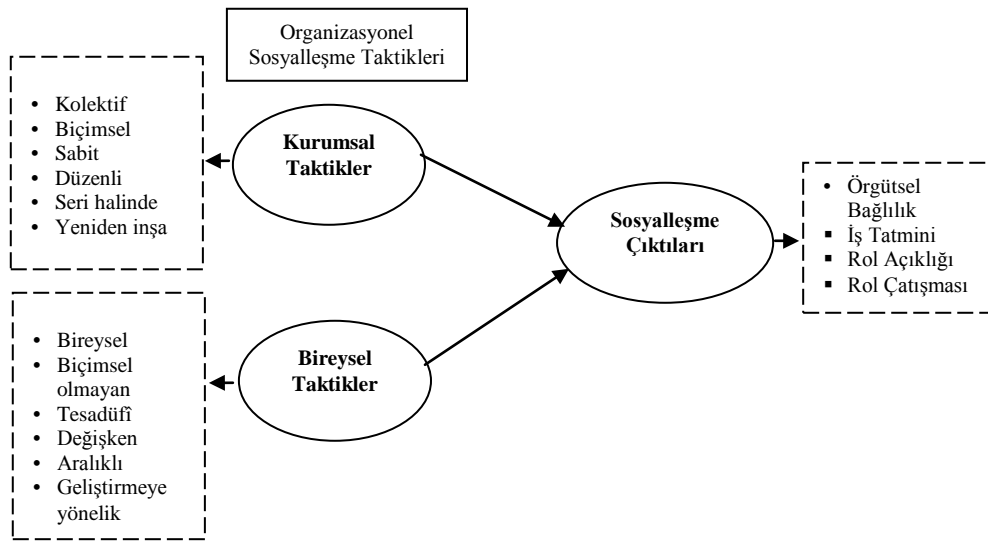 Organizasyonel
Sosyalleşme Taktikleri
• Kolektif
• Biçimsel
• Sabit
• Düzenli
• Seri halinde
• Yeniden inşa
Kurumsal
Taktikler
Sosyalleşme
Çıktıları
• Örgütsel
Bağlılık
▪ İş Tatmini
▪ Rol Açıklığı
▪ Rol Çatışması
• Bireysel
• Biçimsel
olmayan
• Tesadüfî
• Değişken
• Aralıklı
• Geliştirmeye
yönelik
Bireysel
Taktikler